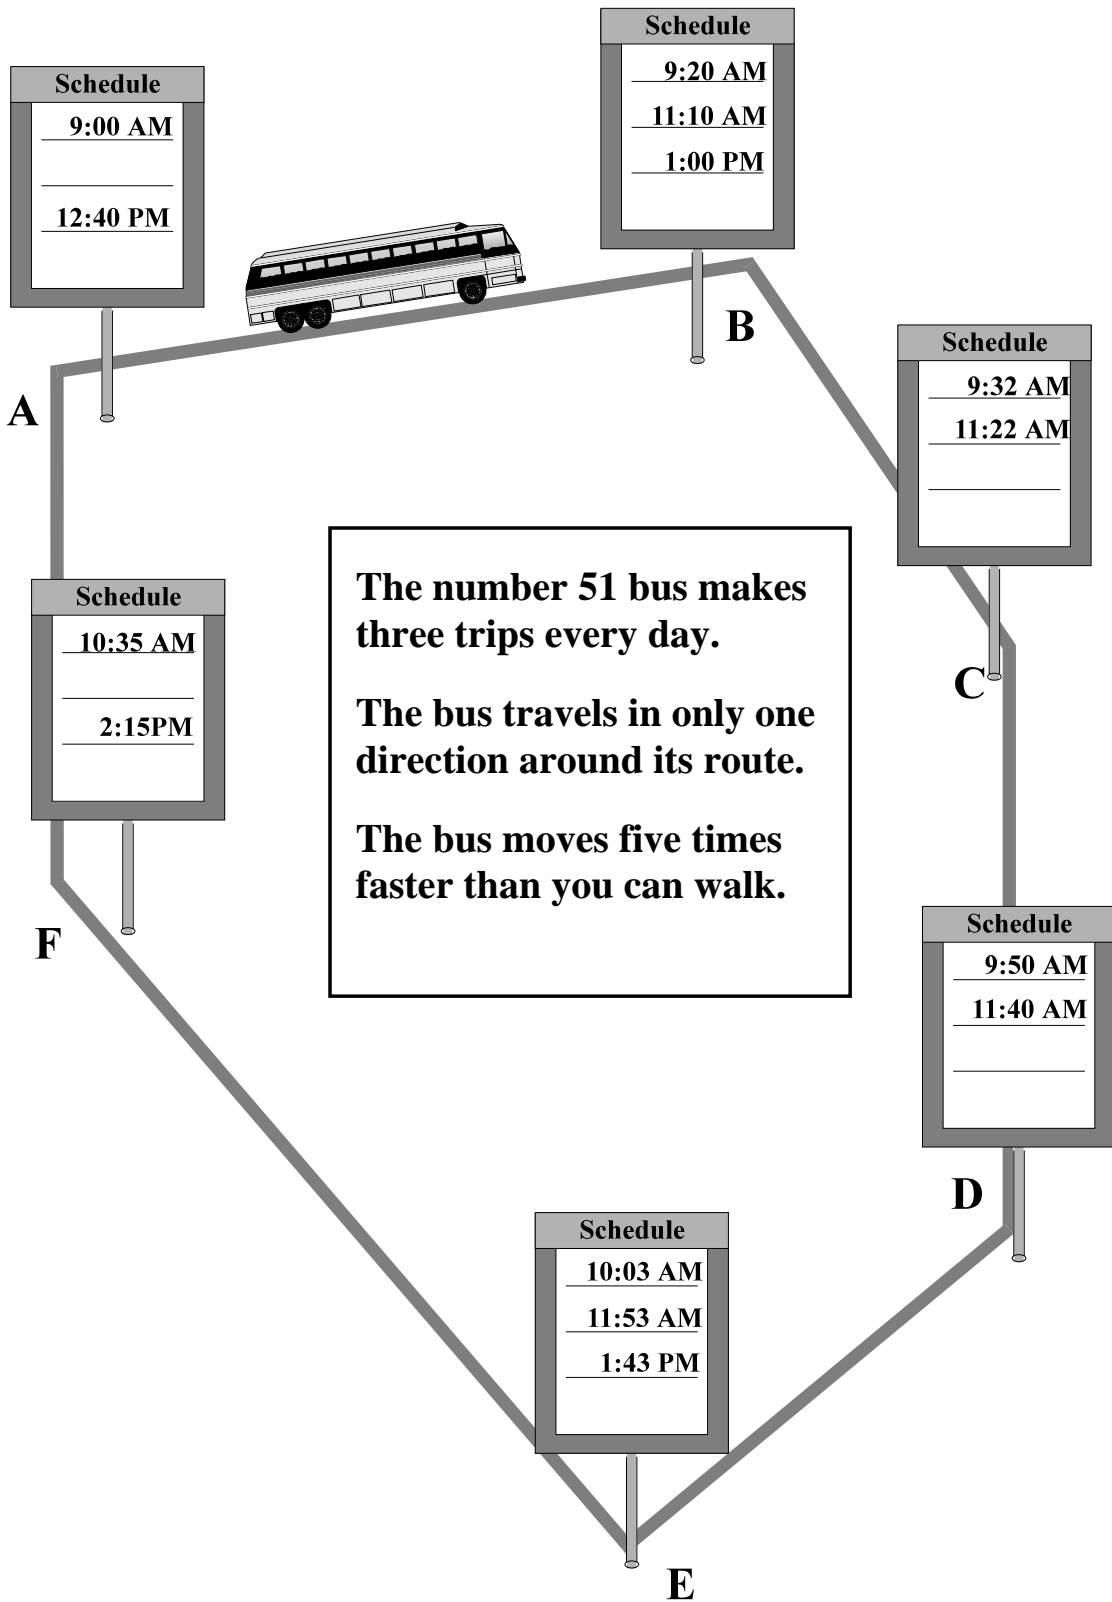 Schedule
9:00 AM
12:40 PM
A
Schedule
9:20 AM
11:10 AM
1:00 PM
B
Schedule
9:32 AM
11:22 AM
C
The number 51 bus makes
three trips every day.
The bus travels in only one
direction around its route.
The bus moves five times
faster than you can walk.
Schedule
10:35 AM
2:15PM
F
Schedule
9:50 AM
11:40 AM
D
Schedule
10:03 AM
11:53 AM
1:43 PM
E